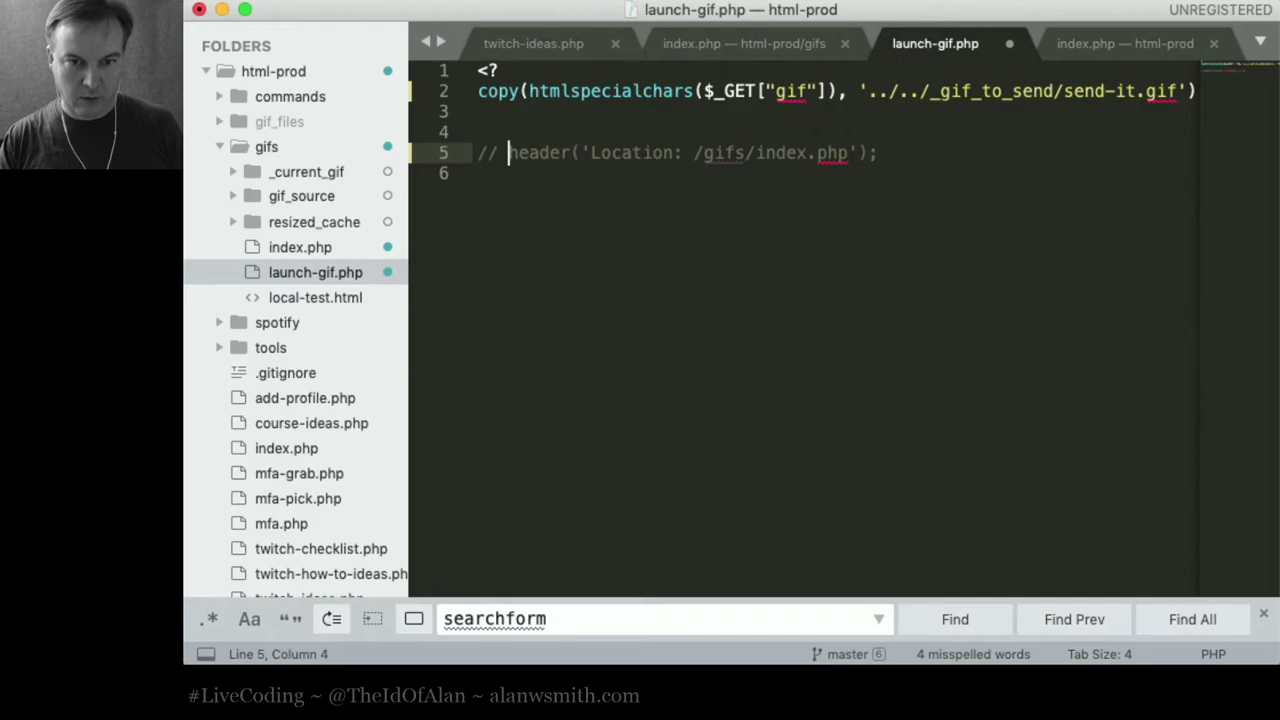 launch-gif.php — html-prod
UNREGISTERED
FOLDERS
html-prod
commands
gif_files
gifs
_current_gif
gif_source
resized_cache
index.php
launch-gif.php
local-test.html
spotify
tools
.gitignore
add-profile.php
course-ideas.php
index.php
mfa-grab.php
mfa-pick.php
mfa.php
twitch-checklist.php
twitch-how-to-ideas.ph
twitch-ideas.php
index.php — html-prod/gifs
launch-gif.php
index.php — html-prod
1 <?
2 copy(htmlspecialchars($_GET["gif"]), '../../_gif_to_send/send-it.gif')
3
4
5 // header('Location: /gifs/index.php');
6
.* Aa “” searchform Find Find Prev Find All
Line 5, Column 4 master 6 4 misspelled words Tab Size: 4 PHP
#LiveCoding ~ @TheIdOfAlan ~ alanwsmith.com